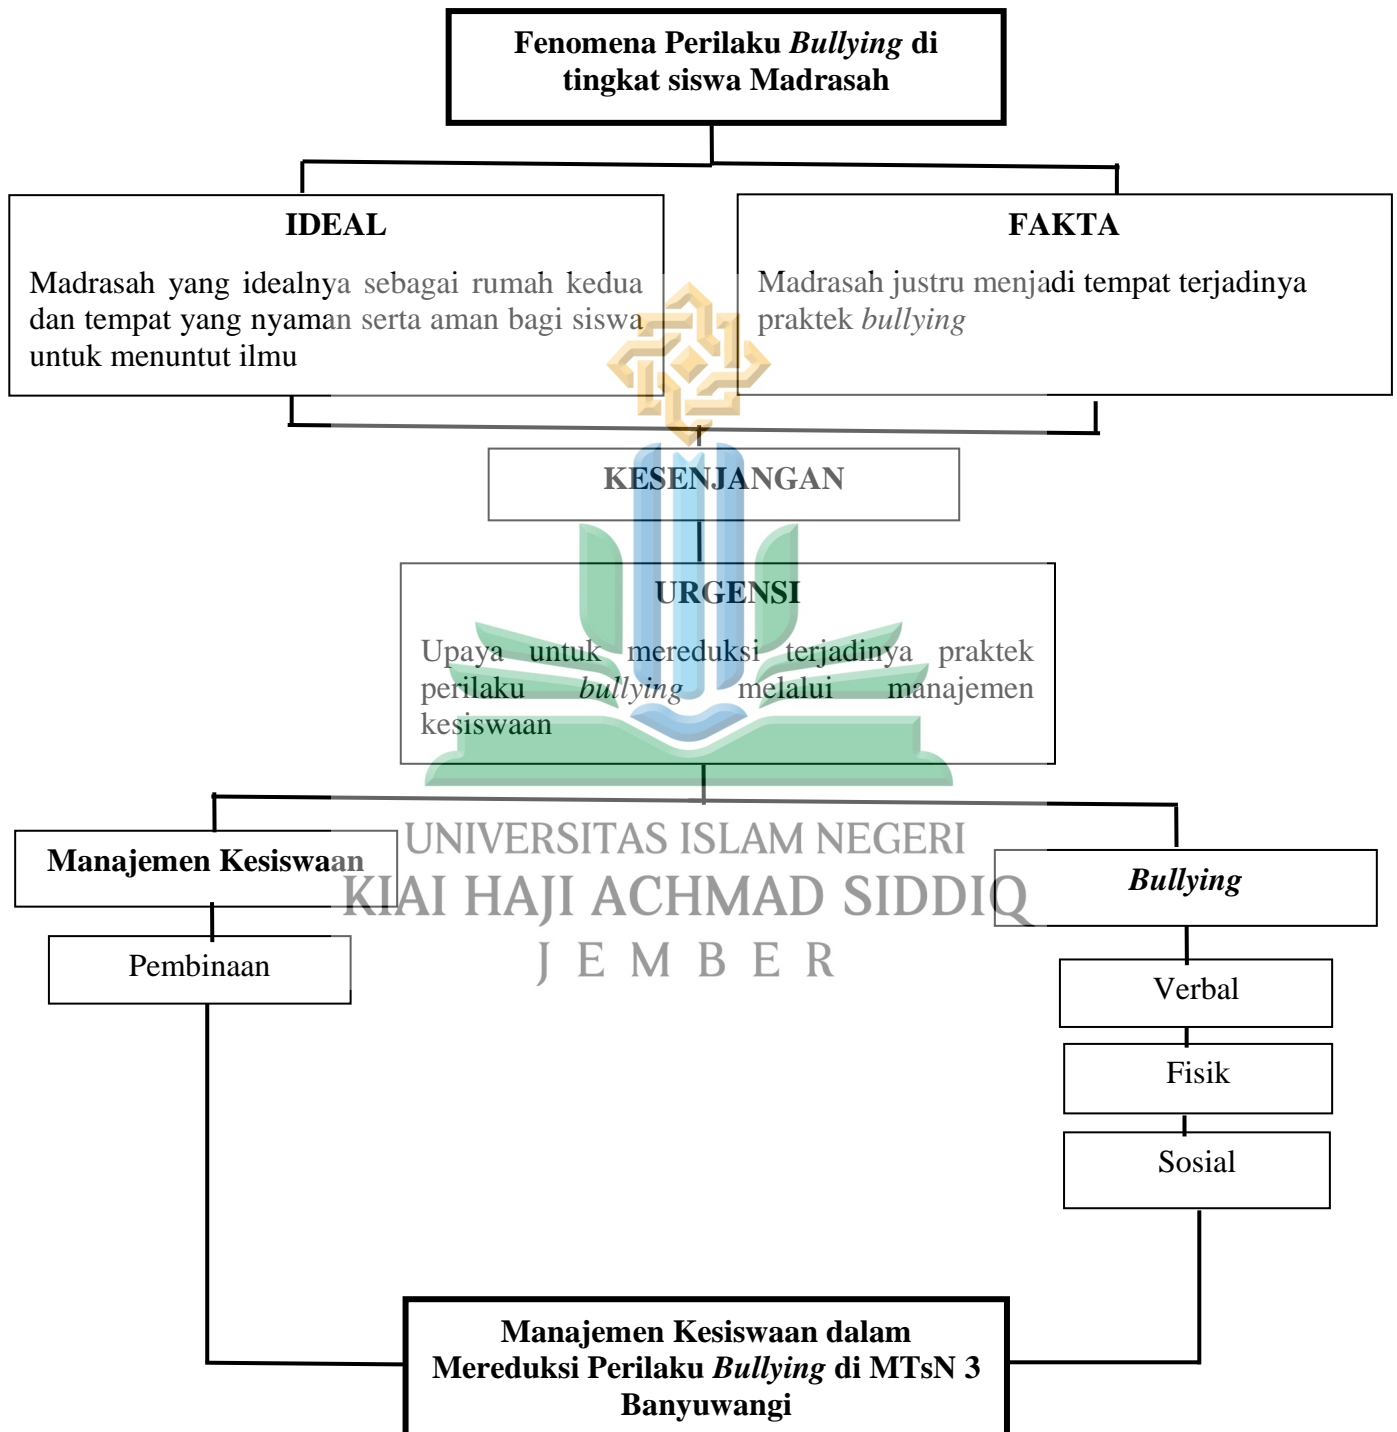 Fenomena Perilaku Bullying di
tingkat siswa Madrasah
IDEAL
Madrasah yang idealnya sebagai rumah kedua
dan tempat yang nyaman serta aman bagi siswa
untuk menuntut ilmu
FAKTA
Madrasah justru menjadi tempat terjadinya
praktek bullying
KESENJANGAN
URGENSI
Upaya untuk mereduksi terjadinya praktek
perilaku bullying melalui manajemen
kesiswaan
UNIVERSITAS ISLAM NEGERI
KIAI HAJI ACHMAD SIDDIQ
JEMBER
Manajemen Kesiswaan
Pembinaan
Bullying
Verbal
Fisik
Sosial
Manajemen Kesiswaan dalam
Mereduksi Perilaku Bullying di MTsN 3
Banyuwangi